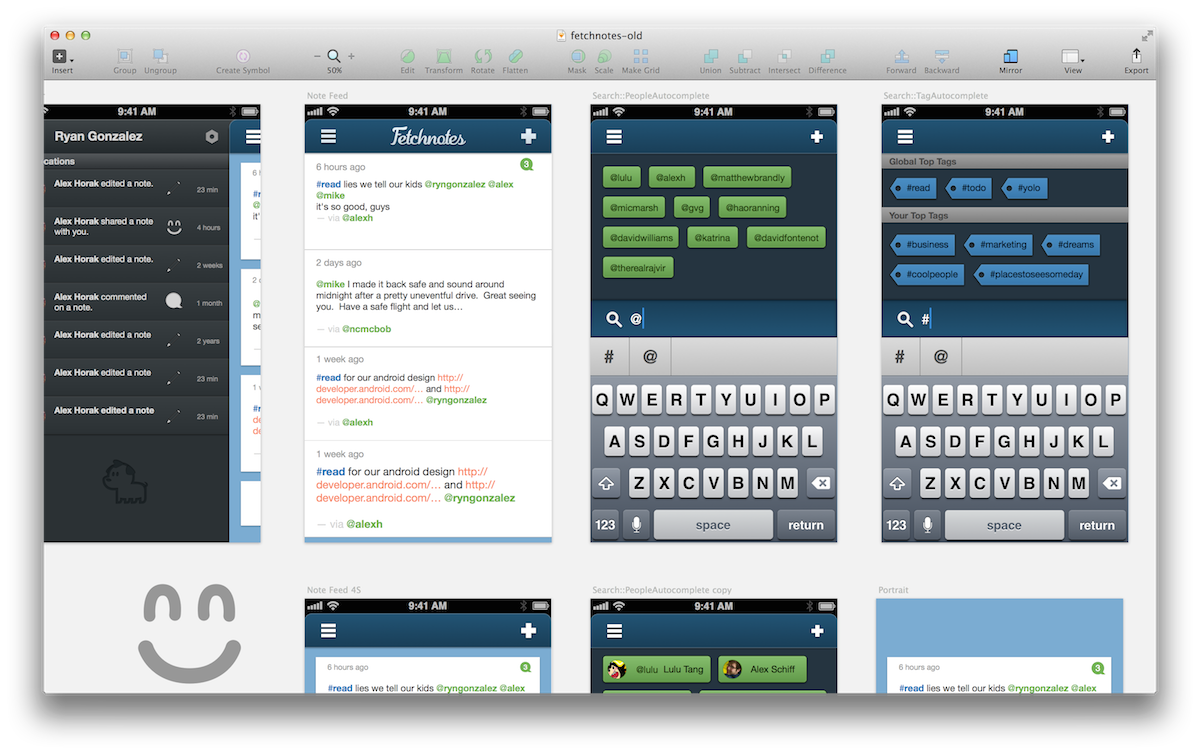 fetchnotes-old
Insert
Group
Ungroup
Create Symbol
50%
Edit
Transform
Rotate
Flatten
Mask
Scale
Make Grid
Union
Subtract
Intersect
Difference
Forward
Backward
Mirror
View
Export
9:41 AM
Ryan Gonzalez
cations
Alex Horak edited a note.
23 min
Alex Horak shared a note
with you.
4 hours
Alex Horak edited a note.
2 weeks
Alex Horak commented
on a note.
1 month
Alex Horak edited a note.
2 years
Alex Horak edited a note
23 min
Alex Horak edited a note
23 min
Note Feed
9:41 AM
Fetchnotes
6 hours ago
3
#read lies we tell our kids @ryngonzalez @alex
@mike
it's so good, guys
— via @alexh
2 days ago
@mike I made it back safe and sound around
midnight after a pretty uneventful drive. Great seeing
you. Have a safe flight and let us…
— via @ncmcbob
1 week ago
#read for our android design http://
developer.android.com/… and http://
developer.android.com/… @ryngonzalez
— via @alexh
1 week ago
#read for our android design http://
developer.android.com/… and http://
developer.android.com/… @ryngonzalez
— via @alexh
Search::PeopleAutocomplete
9:41 AM
@lulu @alexh @matthewbrandly
@micmarsh @gvg @haoranning
@davidwilliams @katrina @davidfontenot
@therealrajvir
@
# @
Q W E R T Y U I O P
A S D F G H J K L
Z X C V B N M
123 space return
Search::TagAutocomplete
9:41 AM
Global Top Tags
#read #todo #yolo
Your Top Tags
#business #marketing #dreams
#coolpeople #placestoseesomeday
#
# @
Q W E R T Y U I O P
A S D F G H J K L
Z X C V B N M
123 space return
Note Feed 4S
9:41 AM
6 hours ago
3
#read lies we tell our kids @ryngonzalez @alex
Search::PeopleAutocomplete copy
9:41 AM
@lulu Lulu Tang
Alex Schiff
Portrait
6 hours ago
3
#read lies we tell our kids @ryngonzalez @alex